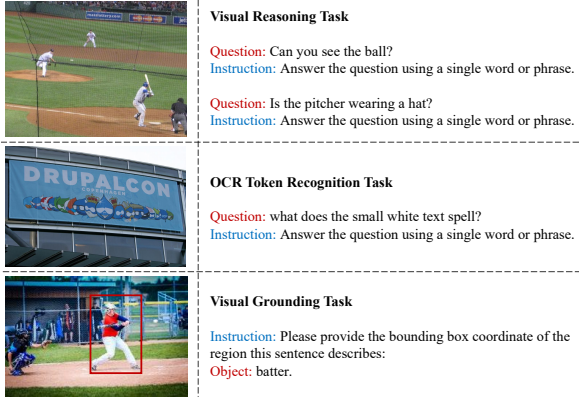 Visual Reasoning Task
Question: Can you see the ball?
Instruction: Answer the question using a single word or phrase.
Question: Is the pitcher wearing a hat?
Instruction: Answer the question using a single word or phrase.
DRUPALCON
COPENHAGEN
OCR Token Recognition Task
Question: what does the small white text spell?
Instruction: Answer the question using a single word or phrase.
Visual Grounding Task
Instruction: Please provide the bounding box coordinate of the
region this sentence describes:
Object: batter.